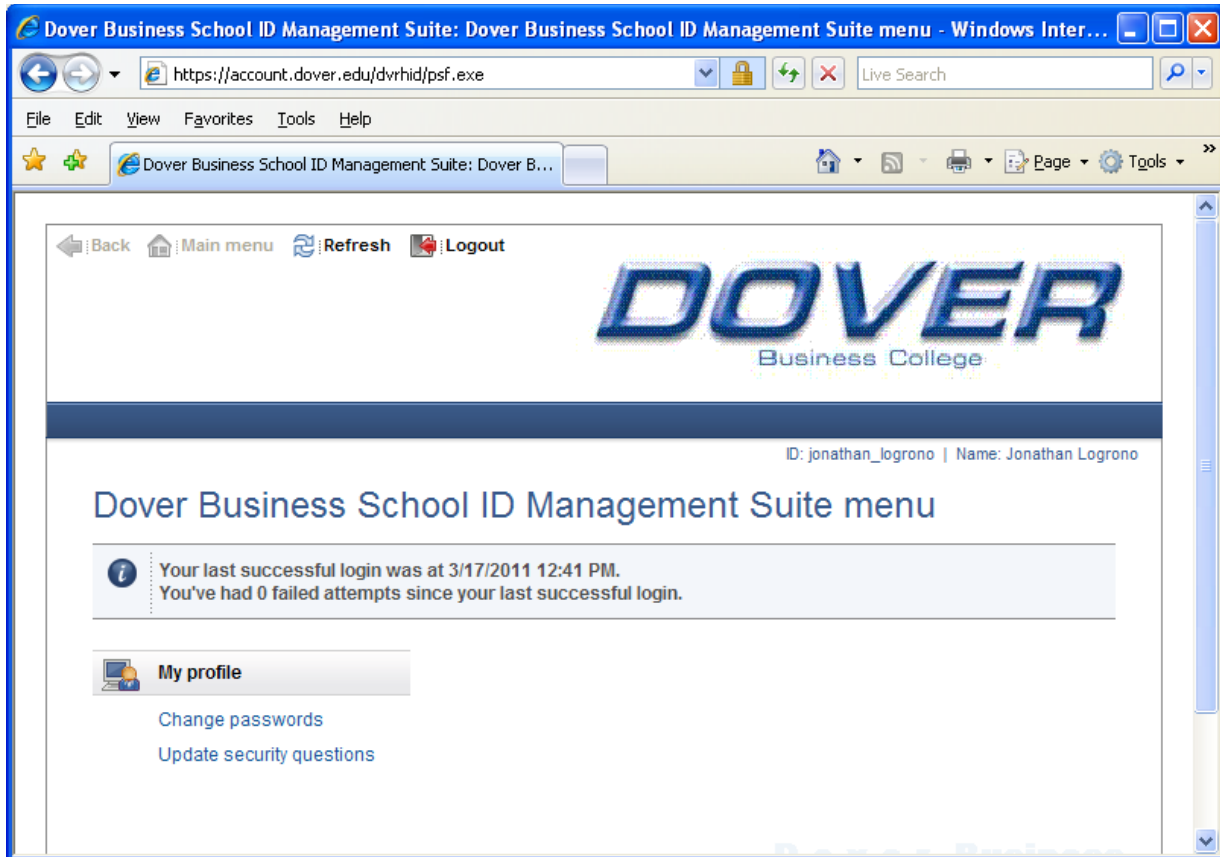 Dover Business School ID Management Suite: Dover Business School ID Management Suite menu - Windows Inter...
https://account.dover.edu/dvrhid/psf.exe
Live Search
File Edit View Favorites Tools Help
Dover Business School ID Management Suite: Dover B...
Page Tools »
Back Main menu Refresh Logout
DOVER
Business College
ID: jonathan_logrono | Name: Jonathan Logrono
Dover Business School ID Management Suite menu
Your last successful login was at 3/17/2011 12:41 PM.
You've had 0 failed attempts since your last successful login.
My profile
Change passwords
Update security questions